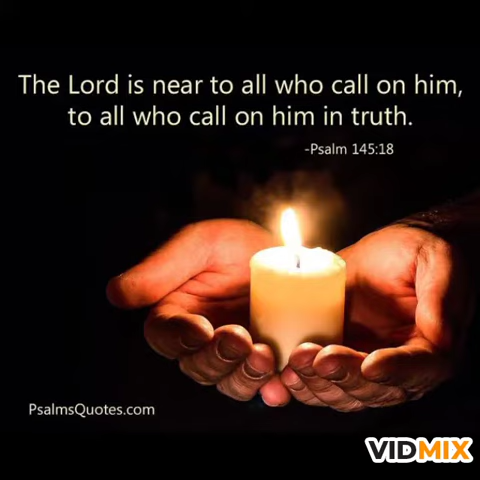 The Lord is near to all who call on him,
to all who call on him in truth.
-Psalm 145:18
PsalmsQuotes.com
VIDMIX